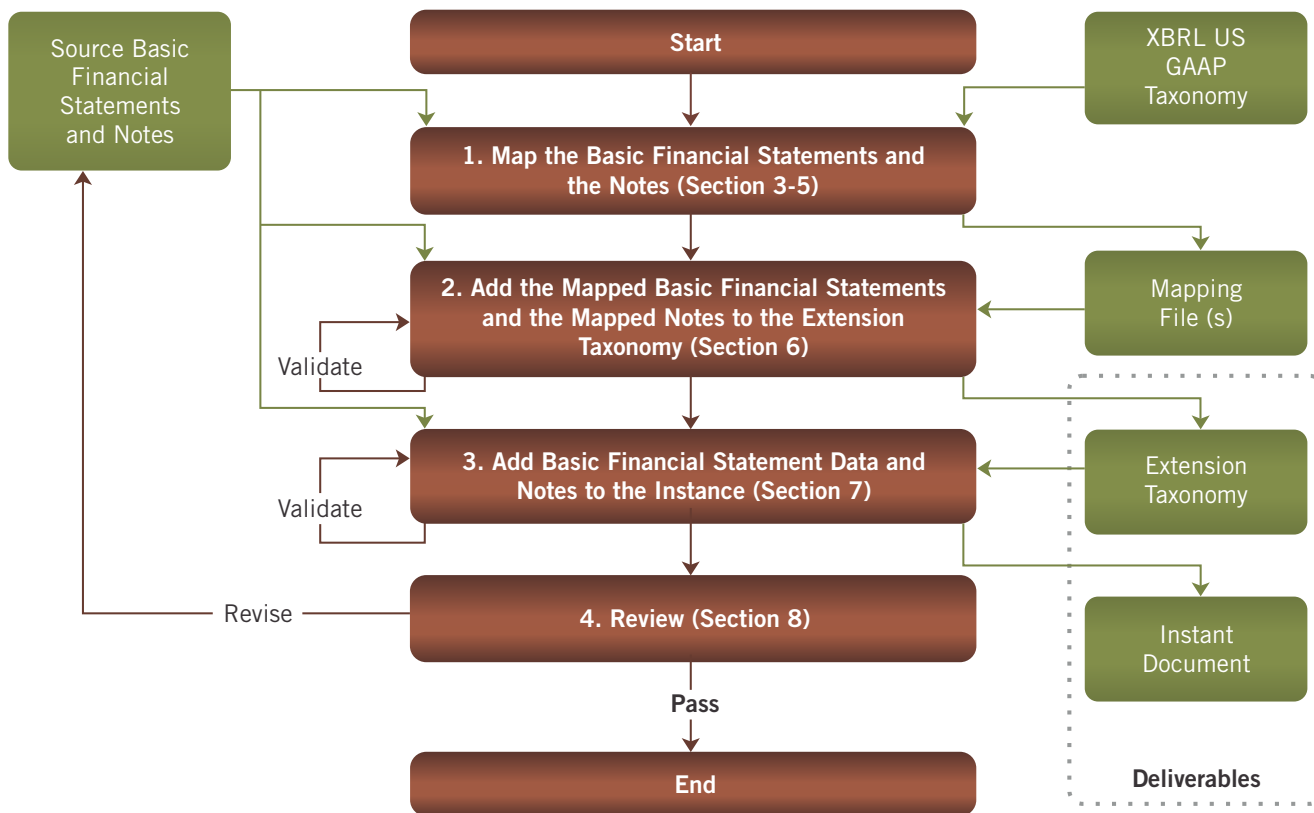 Source Basic
Financial
Statements
and Notes
Start
XBRL US
GAAP
Taxonomy
1. Map the Basic Financial Statements and
the Notes (Section 3-5)
2. Add the Mapped Basic Financial Statements
and the Mapped Notes to the Extension
Taxonomy (Section 6)
Mapping
File (s)
Validate
3. Add Basic Financial Statement Data and
Notes to the Instance (Section 7)
Extension
Taxonomy
Validate
Revise
4. Review (Section 8)
Instant
Document
Pass
End
Deliverables